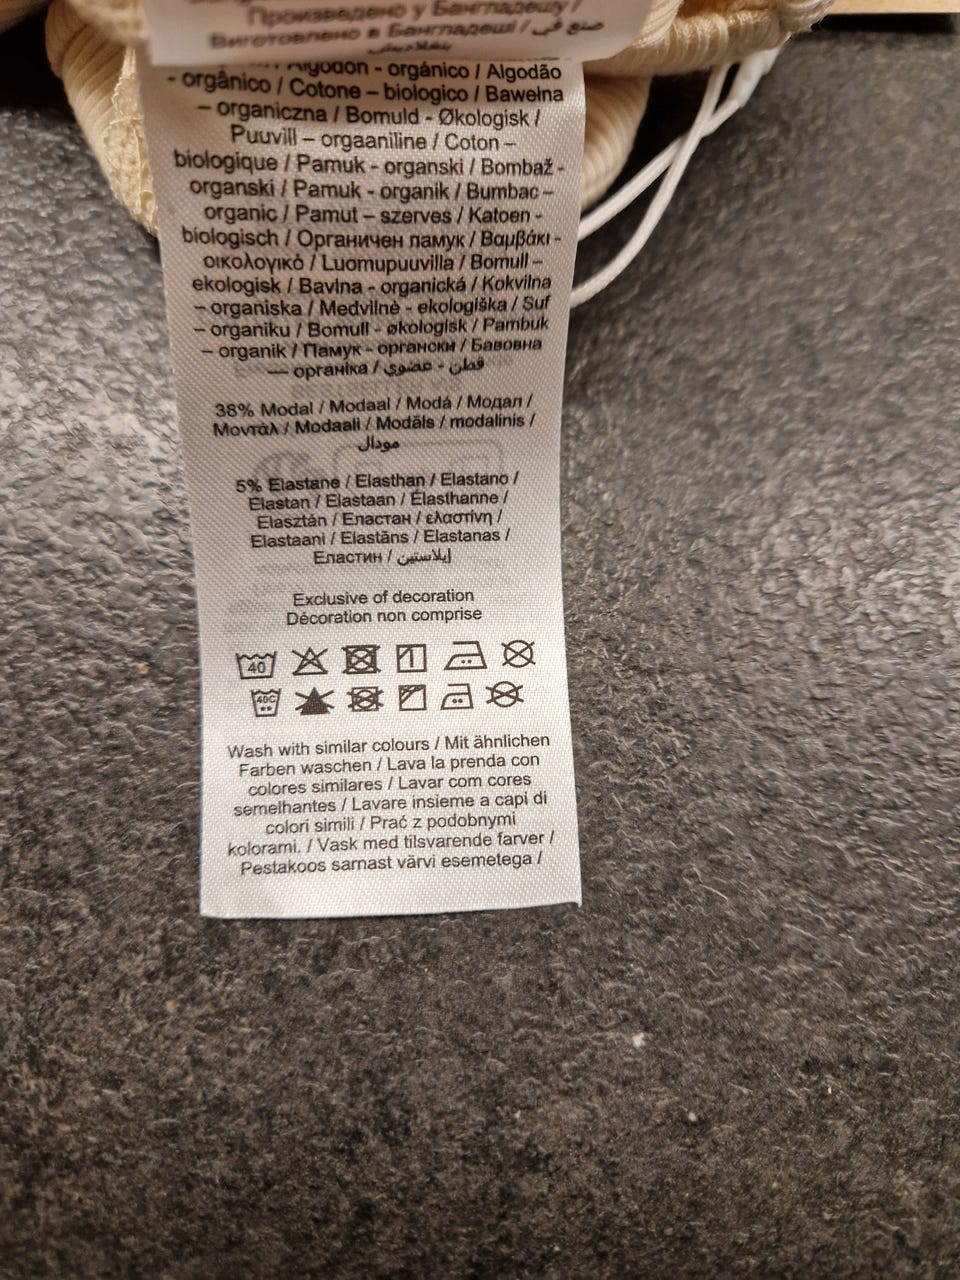 Произведено у Бангладешу /
Виготовлено в Бангладеші / صنع في
بنغلاديش
/ Algodón - orgánico / Algodão
- orgânico / Cotone – biologico / Bawełna
– organiczna / Bomuld - Økologisk /
Puuvill – orgaaniline / Coton –
biologique / Pamuk - organski / Bombaž -
organski / Pamuk - organik / Bumbac –
organic / Pamut – szerves / Katoen -
biologisch / Органичен памук / Βαμβάκι -
οικολογικό / Luomupuuvilla / Bomull –
ekologisk / Bavlna - organická / Kokvilna
– organiska / Medvilnė - ekologiška / Suf
– organiku / Bomull - økologisk / Pambuk
– organik / Памук - органски / Бавовна
— органіка / قطن - عضوي
38% Modal / Modaal / Modá / Модал /
Μοντάλ / Modaali / Modāls / modalinis /
مودال
5% Elastane / Elasthan / Elastano /
Elastan / Elastaan / Élasthanne /
Elasztán / Еластан / ελαστίνη /
Elastaani / Elastāns / Elastanas /
Еластин / إيلاستين
Exclusive of decoration
Décoration non comprise
40
40C
Wash with similar colours / Mit ähnlichen
Farben waschen / Lava la prenda con
colores similares / Lavar com cores
semelhantes / Lavare insieme a capi di
colori simili / Prać z podobnymi
kolorami. / Vask med tilsvarende farver /
Pestakoos sarnast värvi esemetega /